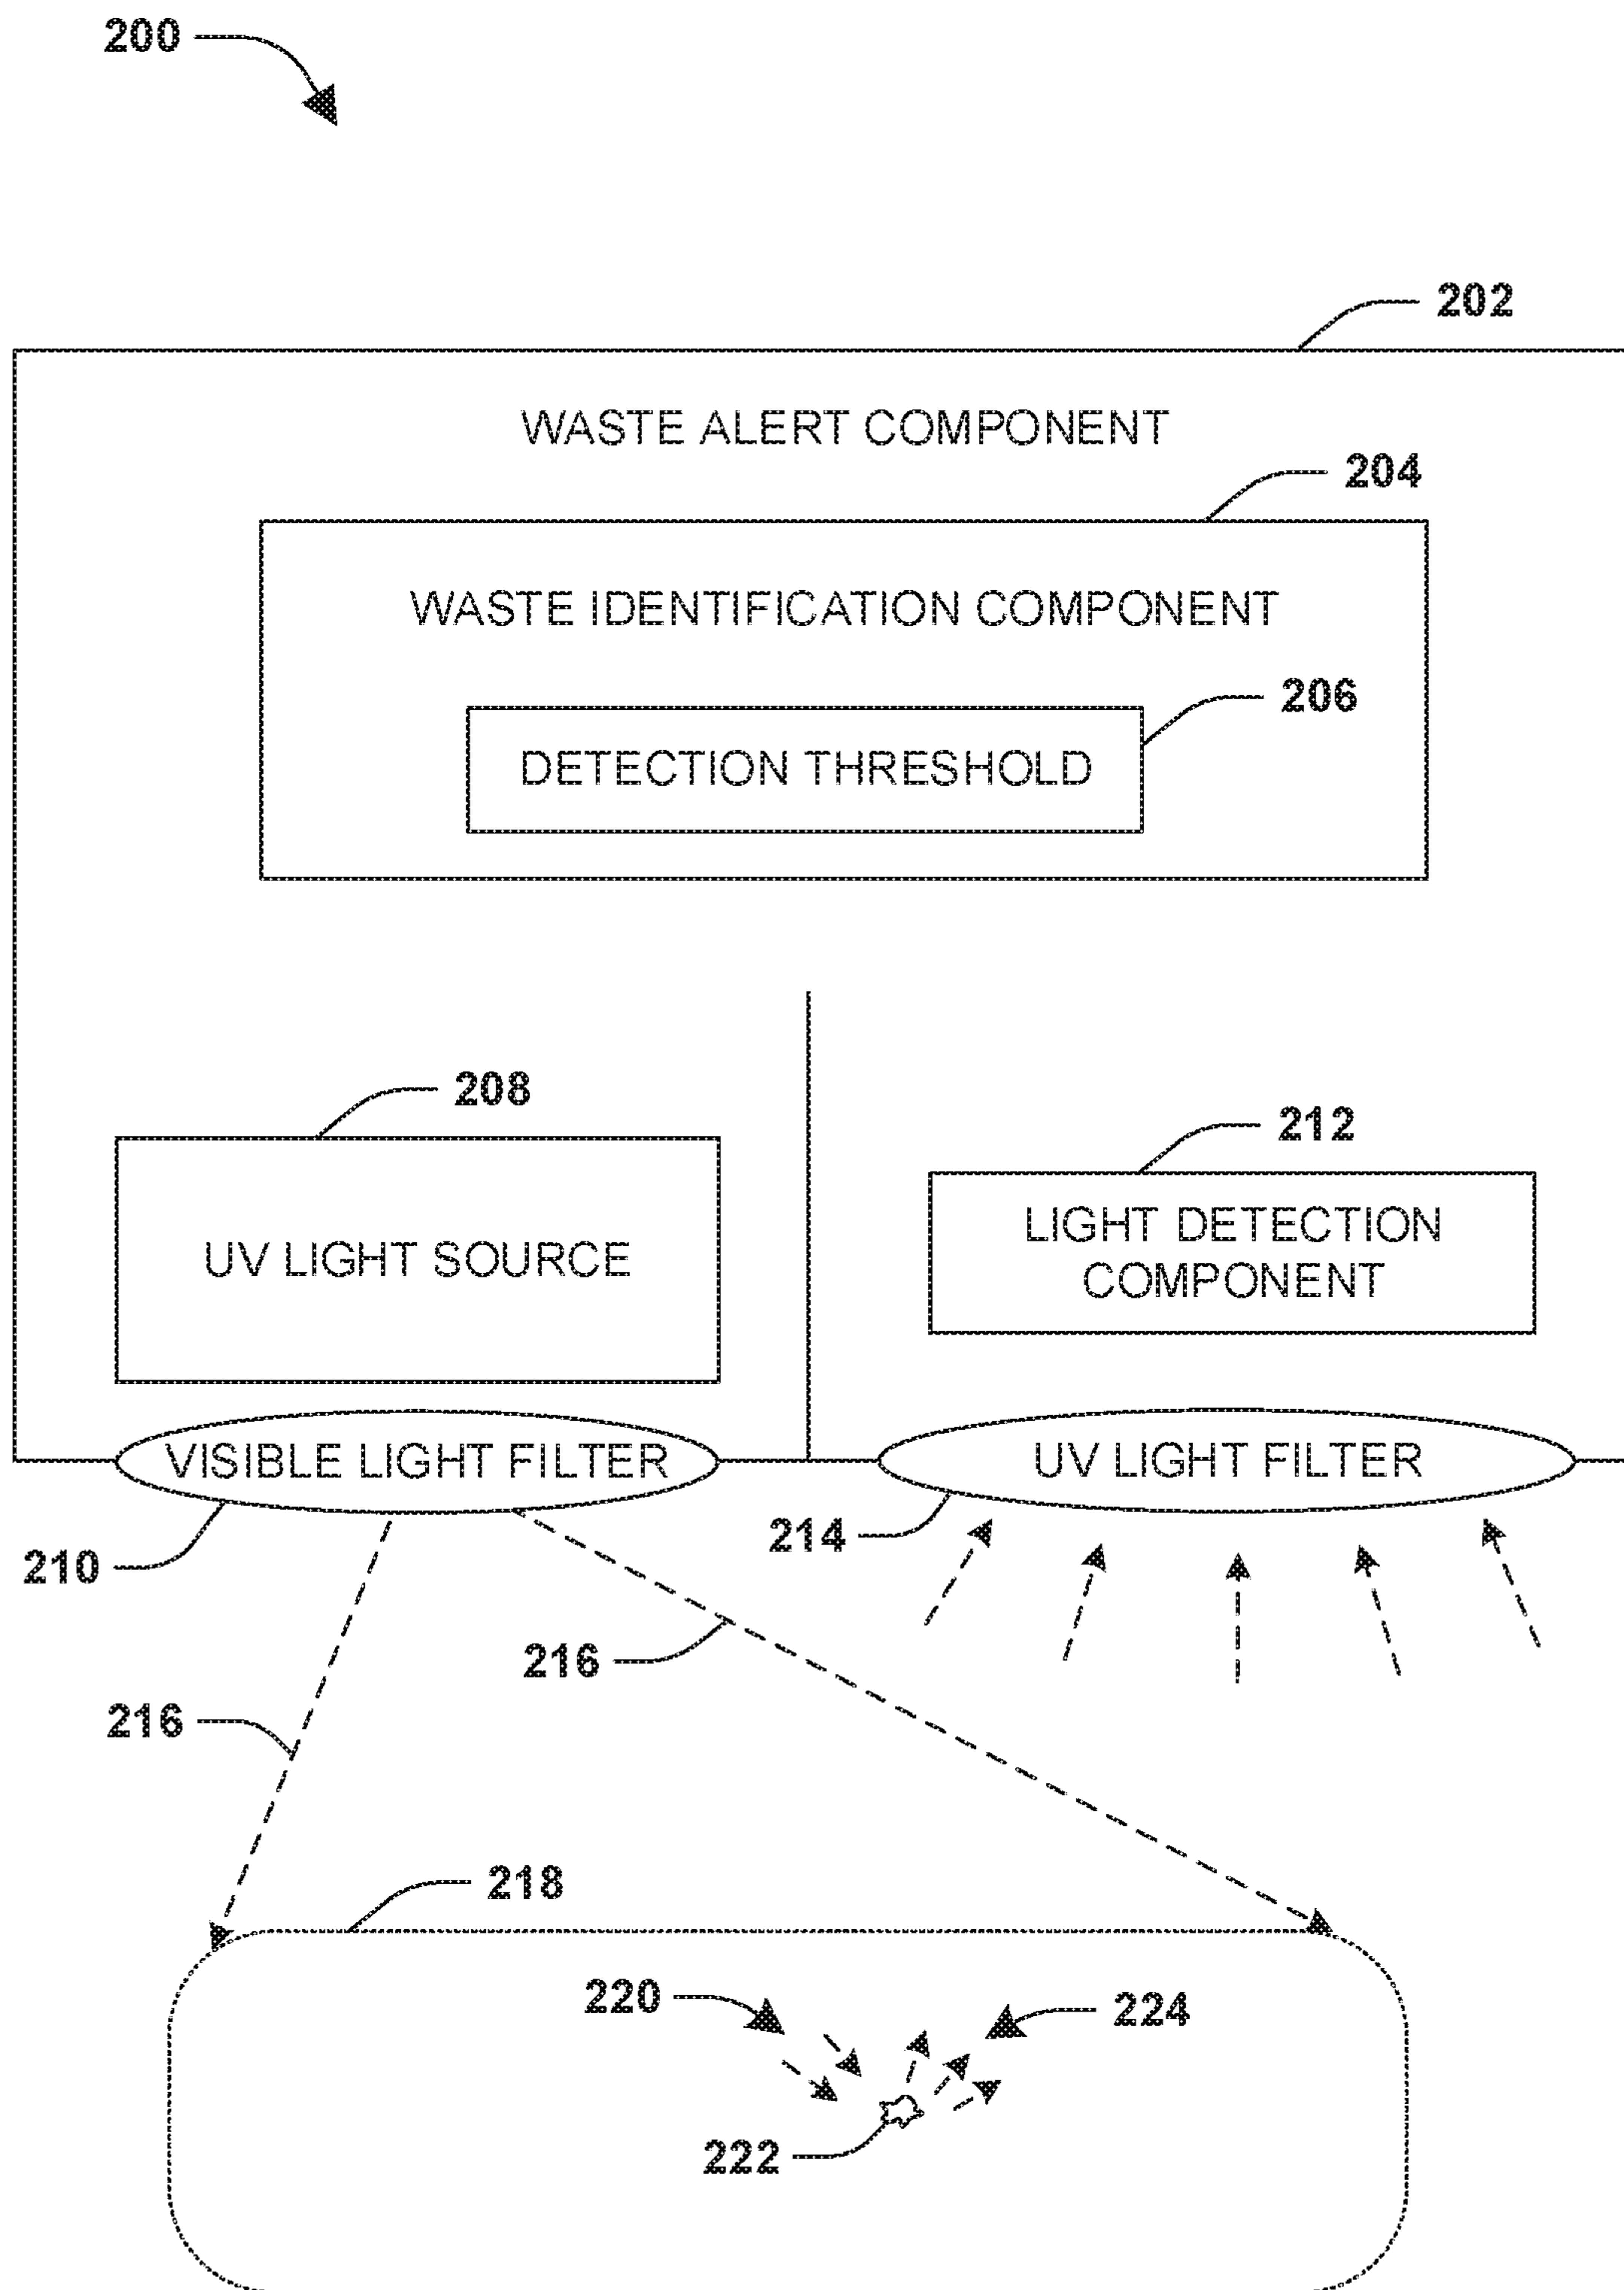 200
202
WASTE ALERT COMPONENT
204
WASTE IDENTIFICATION COMPONENT
206
DETECTION THRESHOLD
208
212
UV LIGHT SOURCE
LIGHT DETECTION
COMPONENT
VISIBLE LIGHT FILTER
UV LIGHT FILTER
210
214
216
216
218
220
224
222